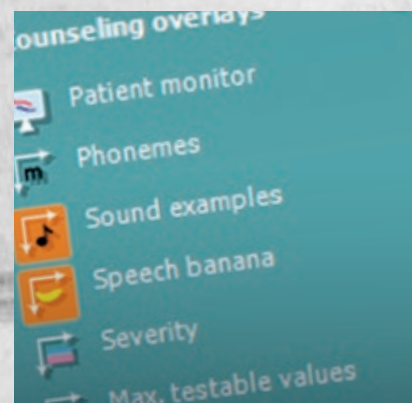 ounseling overlays
Patient monitor
m
Phonemes
Sound examples
Speech banana
Severity
Max. testable values